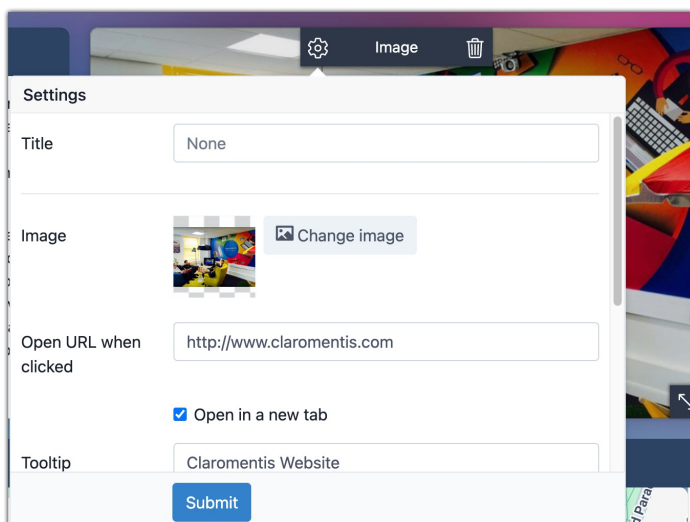 Image
Settings
Title
None
Image
Change image
Open URL when
clicked
http://www.claromentis.com
Open in a new tab
Tooltip
Claromentis Website
Submit
d Para